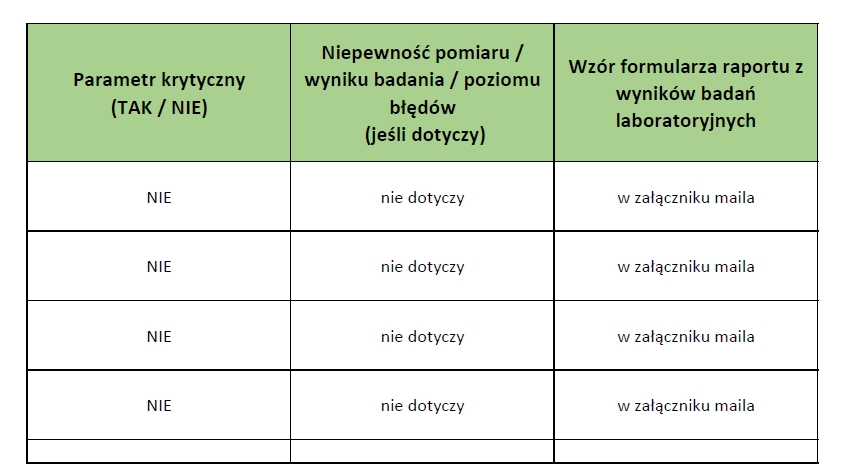 Parametr krytyczny
(TAK / NIE)
Niepewność pomiaru /
wyniku badania / poziomu
błędów
(jeśli dotyczy)
Wzór formularza raportu z
wyników badań
laboratoryjnych
NIE
nie dotyczy
w załączniku maila
NIE
nie dotyczy
w załączniku maila
NIE
nie dotyczy
w załączniku maila
NIE
nie dotyczy
w załączniku maila